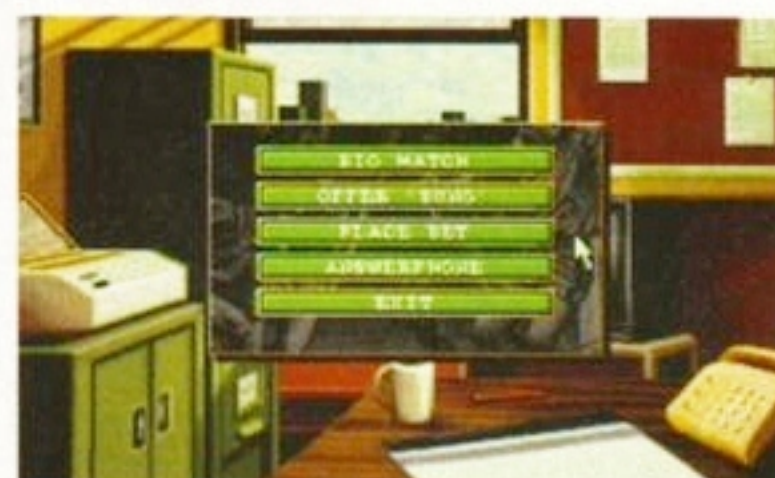 BIG MATCH
OFFER 'BUNG'
PLACE BET
ANSWERPHONE
EXIT